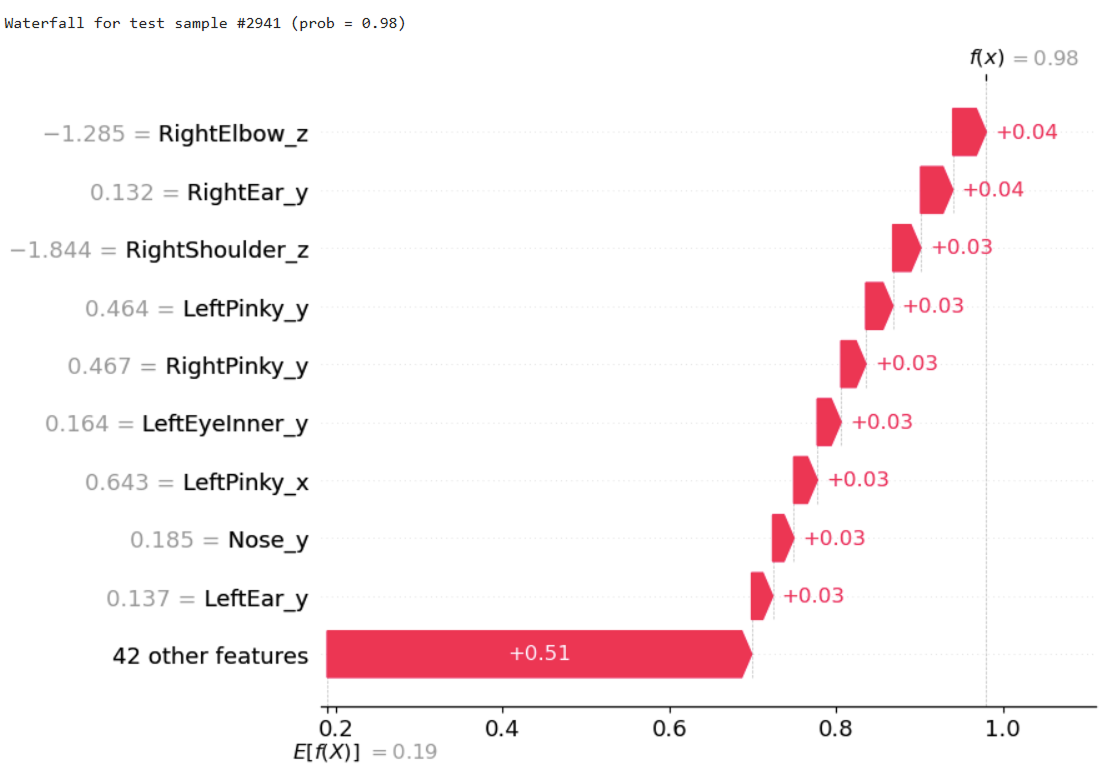 Waterfall for test sample #2941 (prob = 0.98)
f(x) = 0.98
−1.285 = RightElbow_z +0.04
0.132 = RightEar_y +0.04
−1.844 = RightShoulder_z +0.03
0.464 = LeftPinky_y +0.03
0.467 = RightPinky_y +0.03
0.164 = LeftEyeInner_y +0.03
0.643 = LeftPinky_x +0.03
0.185 = Nose_y +0.03
0.137 = LeftEar_y +0.03
42 other features +0.51
0.2 0.4 0.6 0.8 1.0
E[f(X)] = 0.19